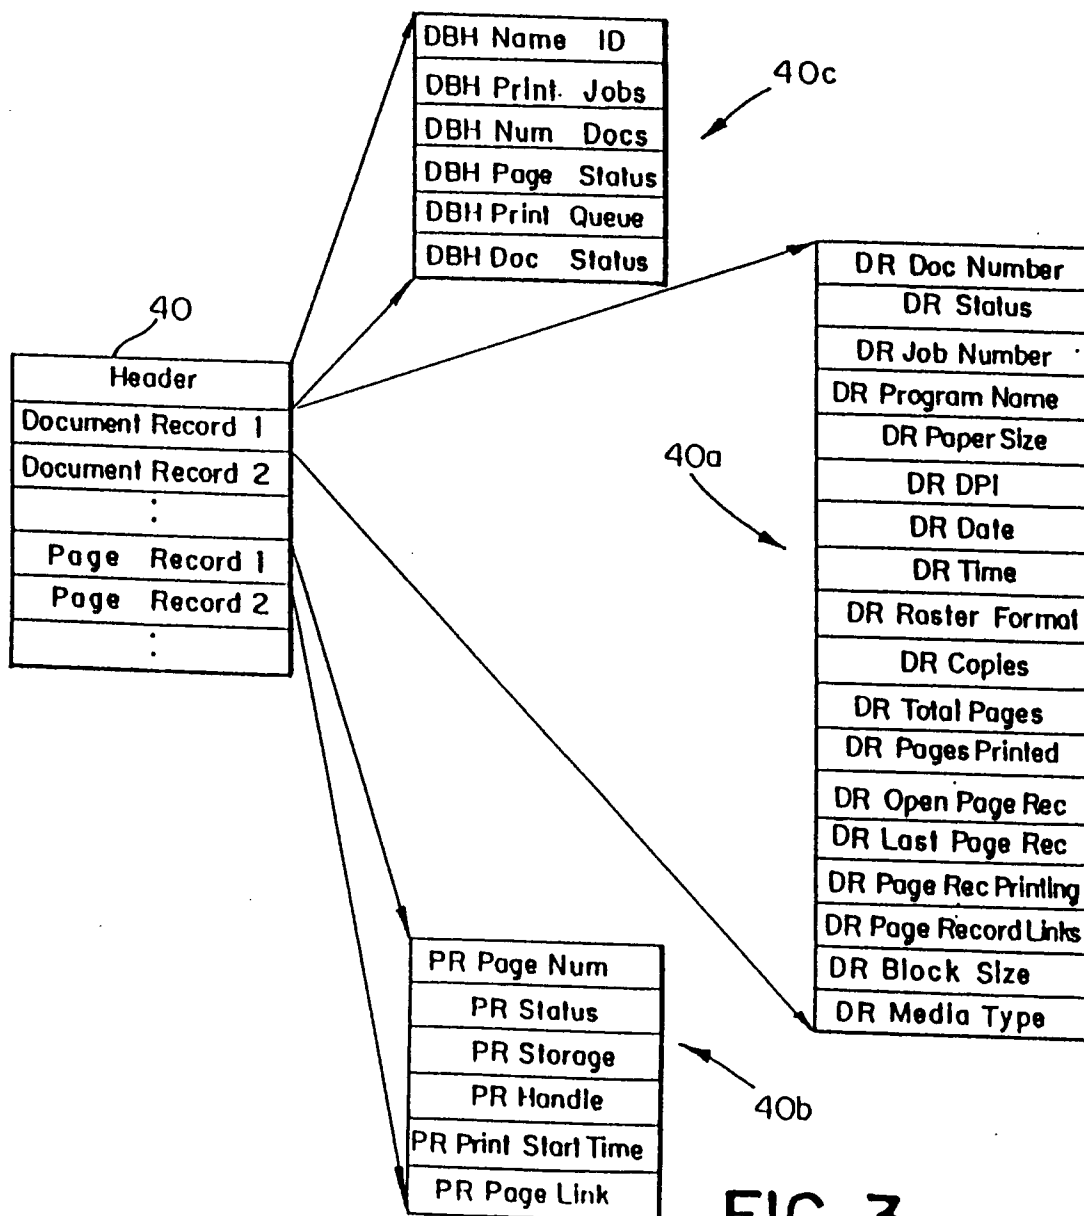 DBH Name ID
DBH Print Jobs
DBH Num Docs
DBH Page Status
DBH Print Queue
DBH Doc Status
40c
40
Header
Document Record 1
Document Record 2
:
Page Record 1
Page Record 2
:
40a
DR Doc Number
DR Status
DR Job Number
DR Program Name
DR Paper Size
DR DPI
DR Date
DR Time
DR Raster Format
DR Copies
DR Total Pages
DR Pages Printed
DR Open Page Rec
DR Last Page Rec
DR Page Rec Printing
DR Page Record Links
DR Block Size
DR Media Type
PR Page Num
PR Status
PR Storage
PR Handle
PR Print Start Time
PR Page Link
40b
FIG. 3